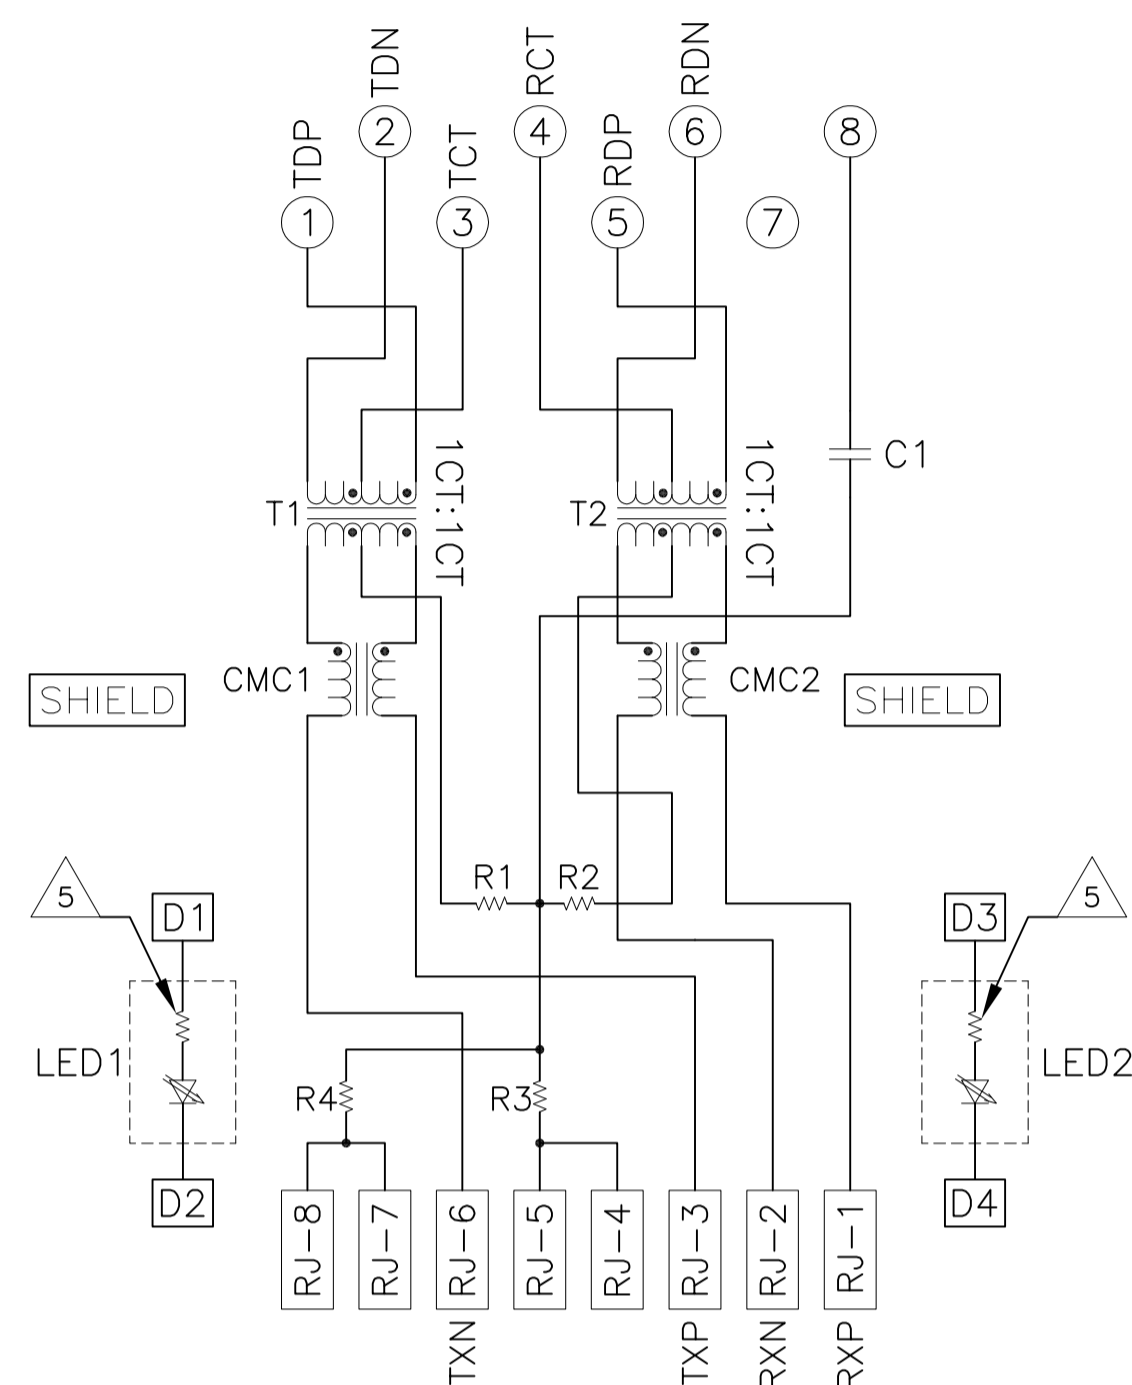 TDP
TDN
TCT
RCT
RDP
RDN
1
2
3
4
5
6
7
8
C1
T1
1CT:1CT
T2
1CT:1CT
SHIELD
CMC1
CMC2
SHIELD
R1
R2
5
D1
LED1
D2
5
D3
LED2
D4
R4
R3
RJ-8
RJ-7
RJ-6
RJ-5
RJ-4
RJ-3
RJ-2
RJ-1
TXN
TXP
RXN
RXP